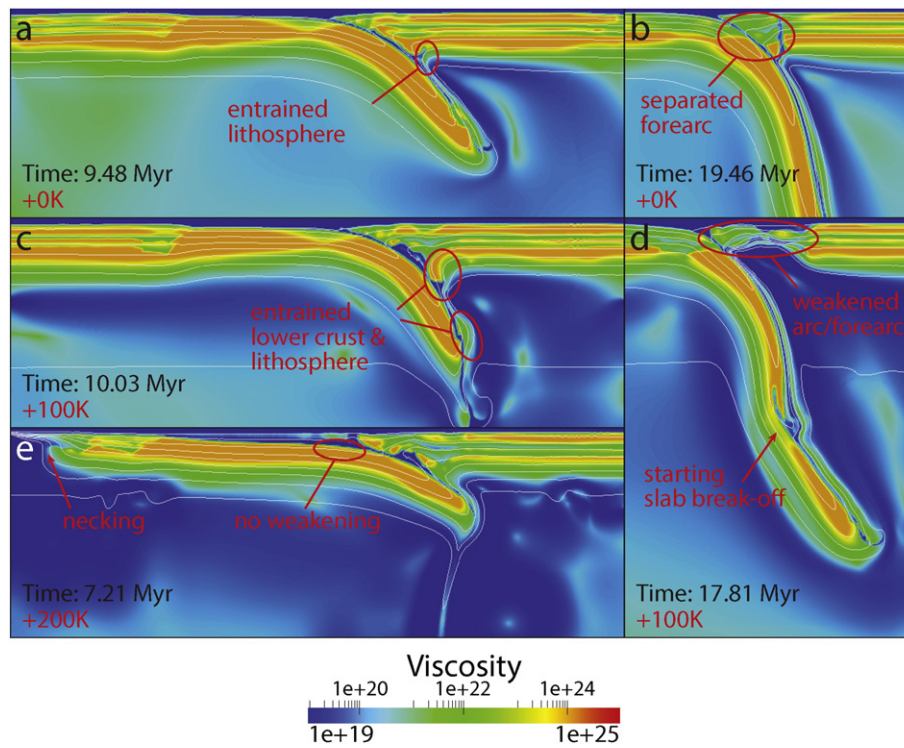 a
entrained
lithosphere
Time: 9.48 Myr
+0K
b
separated
forearc
Time: 19.46 Myr
+0K
c
entrained
lower crust &
lithosphere
Time: 10.03 Myr
+100K
d
weakened
arc/forearc
starting
slab break-off
Time: 17.81 Myr
+100K
e
necking
no weakening
Time: 7.21 Myr
+200K
Viscosity
1e+20 1e+22 1e+24
1e+19 1e+25